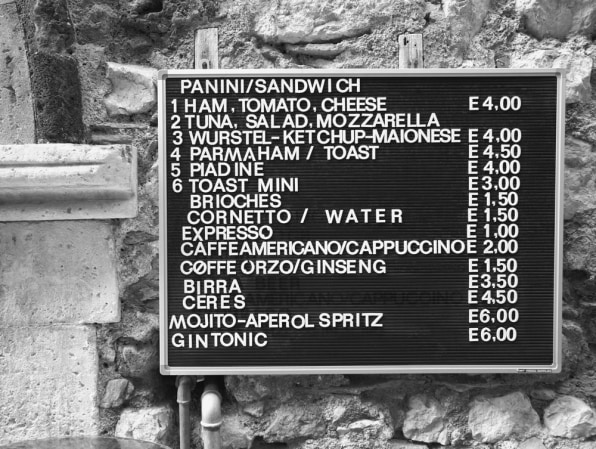 PANINI/SANDWICH
1 HAM, TOMATO, CHEESE E 4,00
2 TUNA, SALAD, MOZZARELLA
3 WURSTEL-KETCHUP-MAIONESE E 4,00
4 PARMAHAM / TOAST E 4,50
5 PIADINE E 4,00
6 TOAST MINI E 3,00
BRIOCHES E 1,50
CORNETTO / WATER E 1,50
EXPRESSO E 1,00
CAFFEAMERICANO/CAPPUCCINO E 2,00
CØFFE ORZO/GINSENG E 1,50
BIRRA E 3,50
CERES E 4,50
MOJITO-APEROL SPRITZ E 6,00
GINTONIC E 6,00